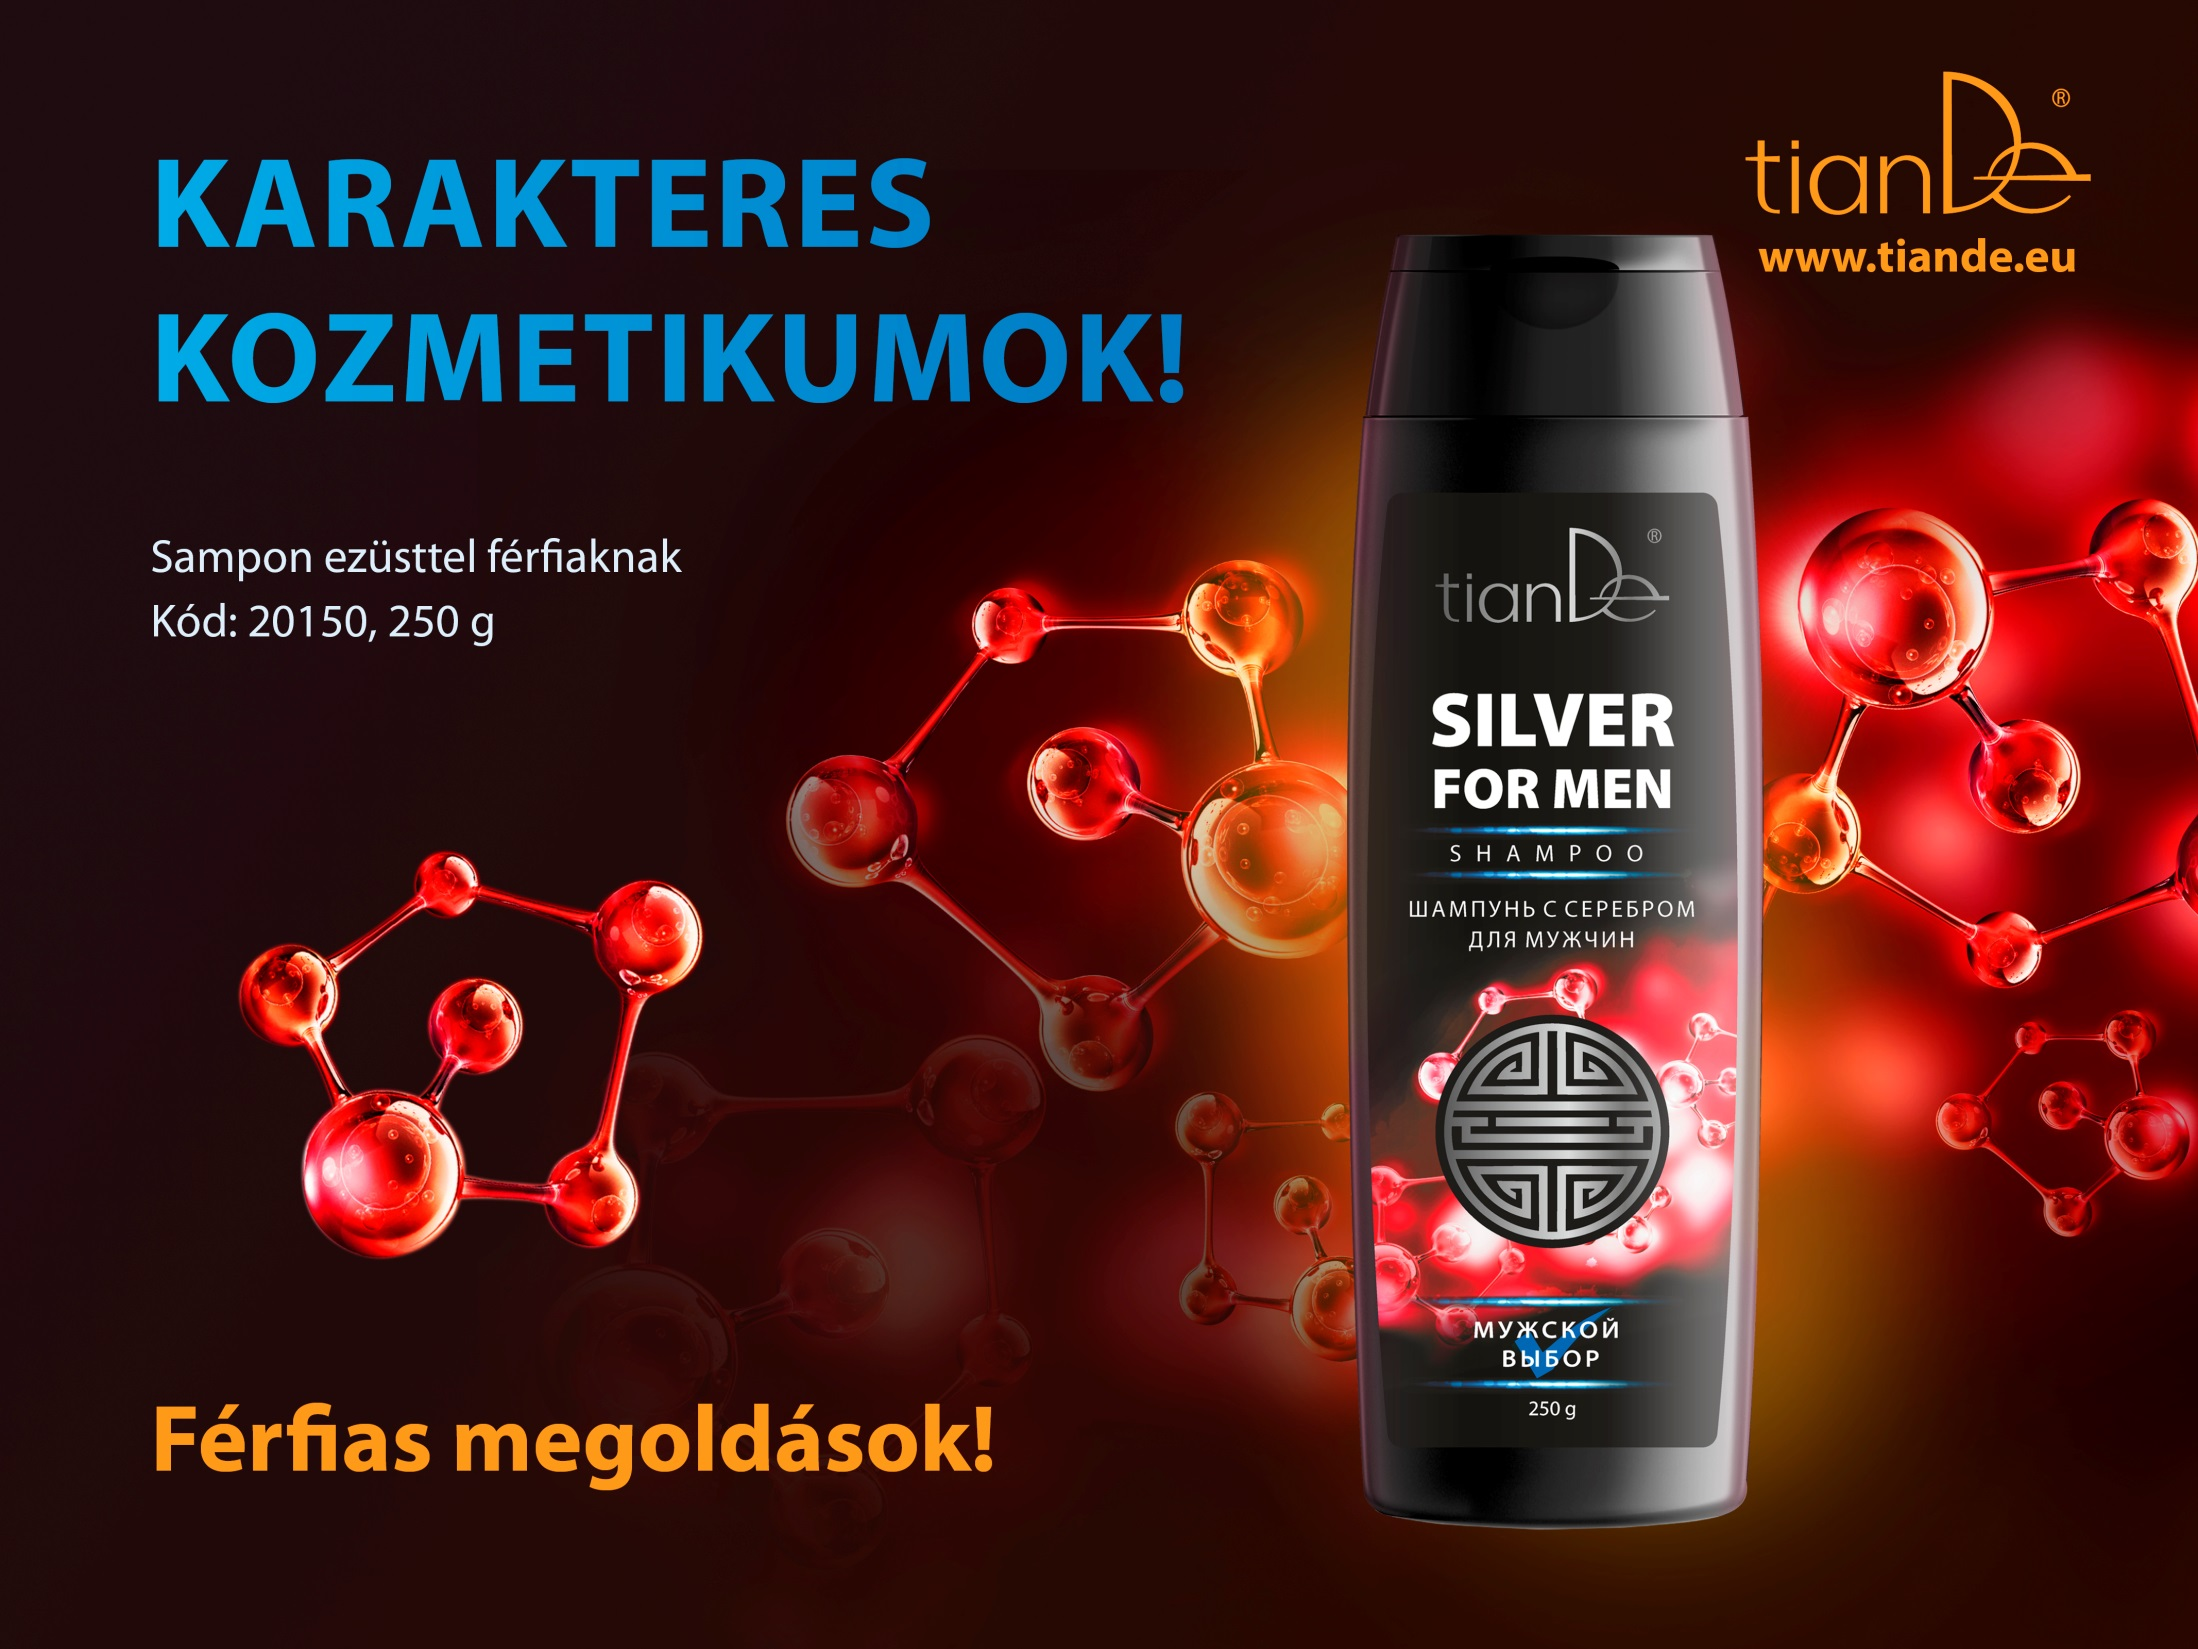 KARAKTERES
KOZMETIKUMOK!
Sampon ezüsttel férfiaknak
Kód: 20150, 250 g
Férfias megoldások!
tianDe®
www.tiande.eu
tianDe®
SILVER
FOR MEN
SHAMPOO
ШАМПУНЬ С СЕРЕБРОМ
ДЛЯ МУЖЧИН
МУЖСКОЙ
ВЫБОР
250 g